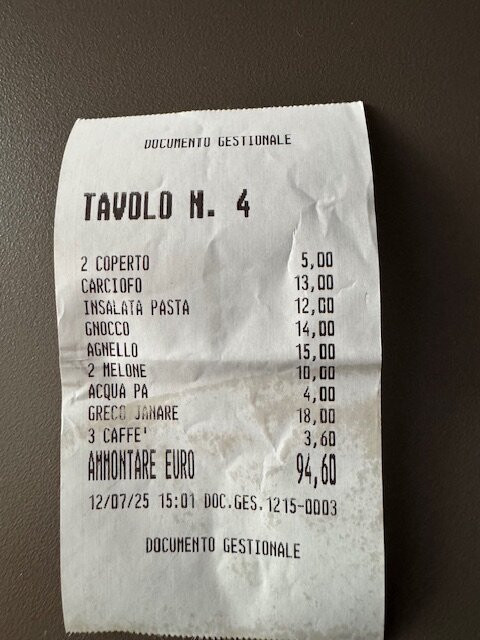 DOCUMENTO GESTIONALE
TAVOLO N. 4
2 COPERTO 5,00
CARCIOFO 13,00
INSALATA PASTA 12,00
GNOCCO 14,00
AGNELLO 15,00
2 MELONE 10,00
ACQUA PA 4,00
GRECO JANARE 18,00
3 CAFFE' 3,60
AMMONTARE EURO 94,60
12/07/25 15:01 DOC.GES.1215-0003
DOCUMENTO GESTIONALE